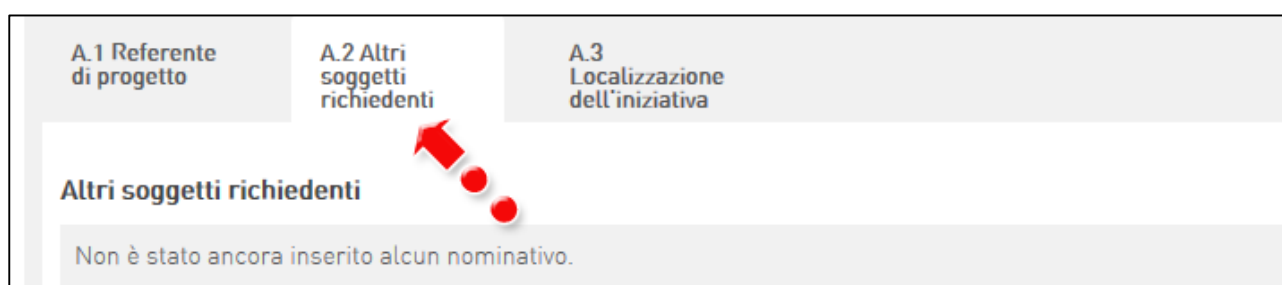 A.1 Referente
di progetto
A.2 Altri
soggetti
richiedenti
A.3
Localizzazione
dell'iniziativa
Altri soggetti richiedenti
Non è stato ancora inserito alcun nominativo.